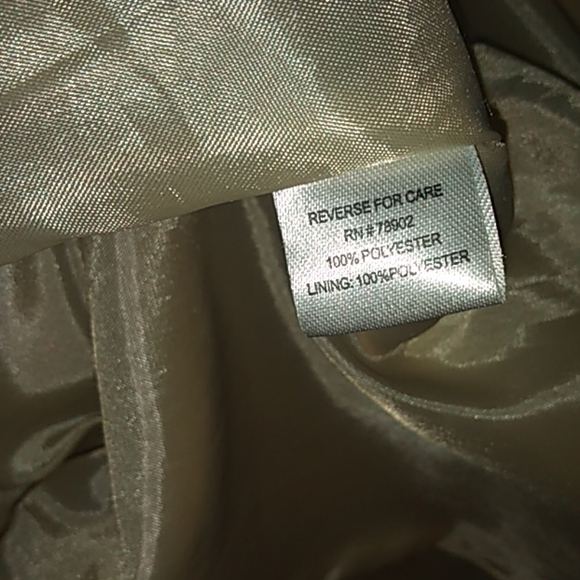 REVERSE FOR CARE
RN#78902
100% POLYESTER
LINING: 100%POLYESTER